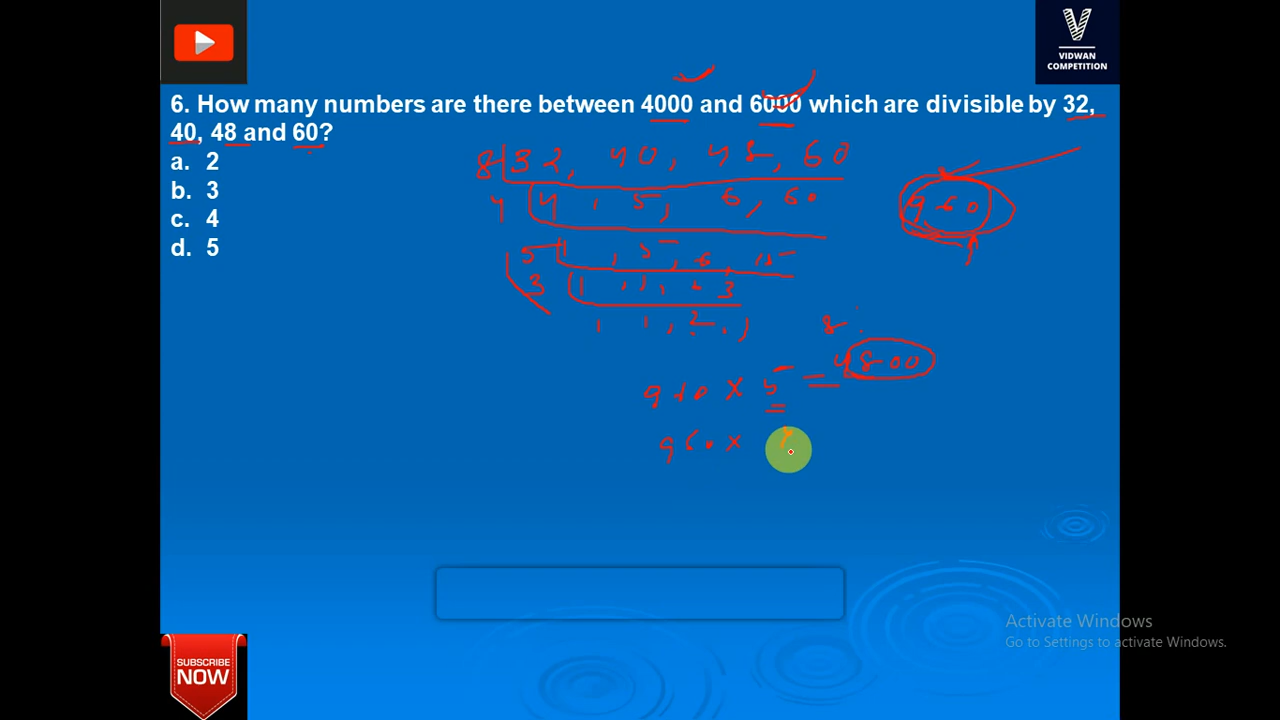 VIDWAN
COMPETITION
6. How many numbers are there between 4000 and 6000 which are divisible by 32,
40, 48 and 60?
a. 2
b. 3
c. 4
d. 5
8 32, 40, 48, 60
4 4, 5, 6, 60
960
5 1, 5, 6, 15
3 1, 1, 6, 3
1, 1, 2, 1
8
960 × 5 = 4800
960 ×
Activate Windows
Go to Settings to activate Windows.
SUBSCRIBE
NOW